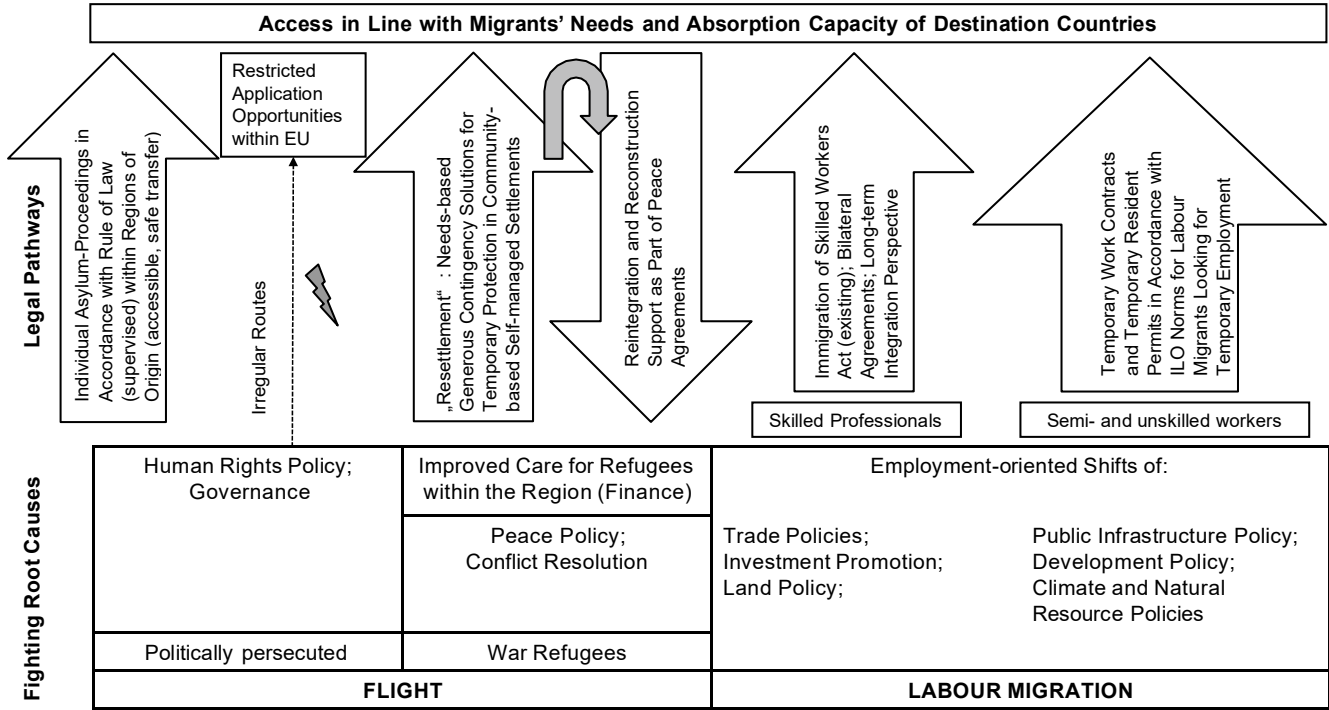 Access in Line with Migrants’ Needs and Absorption Capacity of Destination Countries
Legal Pathways
Individual Asylum-Proceedings in
Accordance with Rule of Law
(supervised) within Regions of
Origin (accessible, safe transfer)
Restricted
Application
Opportunities
within EU
Irregular Routes
„Resettlement“ : Needs-based
Generous Contingency Solutions for
Temporary Protection in Community-
based Self-managed Settlements
Reintegration and Reconstruction
Support as Part of Peace
Agreements
Immigration of Skilled Workers
Act (existing); Bilateral
Agreements; Long-term
Integration Perspective
Temporary Work Contracts
and Temporary Resident
Permits in Accordance with
ILO Norms for Labour
Migrants Looking for
Temporary Employment
Skilled Professionals
Semi- and unskilled workers
Fighting Root Causes
Human Rights Policy;
Governance
Improved Care for Refugees
within the Region (Finance)
Peace Policy;
Conflict Resolution
Employment-oriented Shifts of:
Trade Policies;
Investment Promotion;
Land Policy;
Public Infrastructure Policy;
Development Policy;
Climate and Natural
Resource Policies
Politically persecuted
War Refugees
FLIGHT
LABOUR MIGRATION